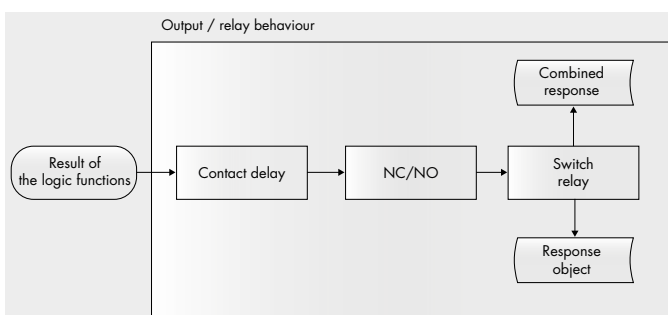 Output / relay behaviour
Combined
response
Result of
the logic functions
Contact delay
NC/NO
Switch
relay
Response
object